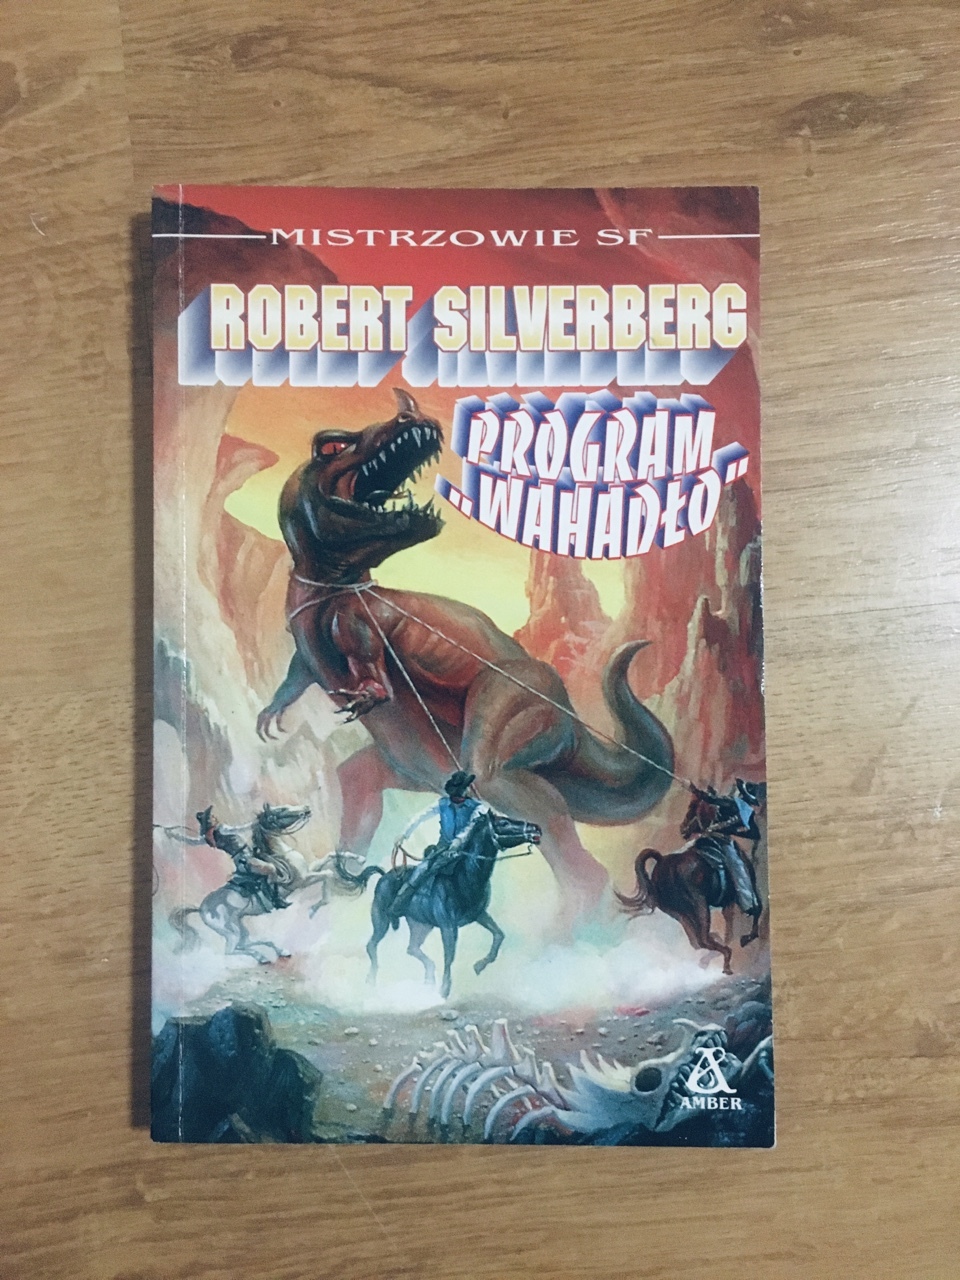 MISTRZOWIE SF
ROBERT SILVERBERG
PROGRAM
„WAHADŁO”
AMBER